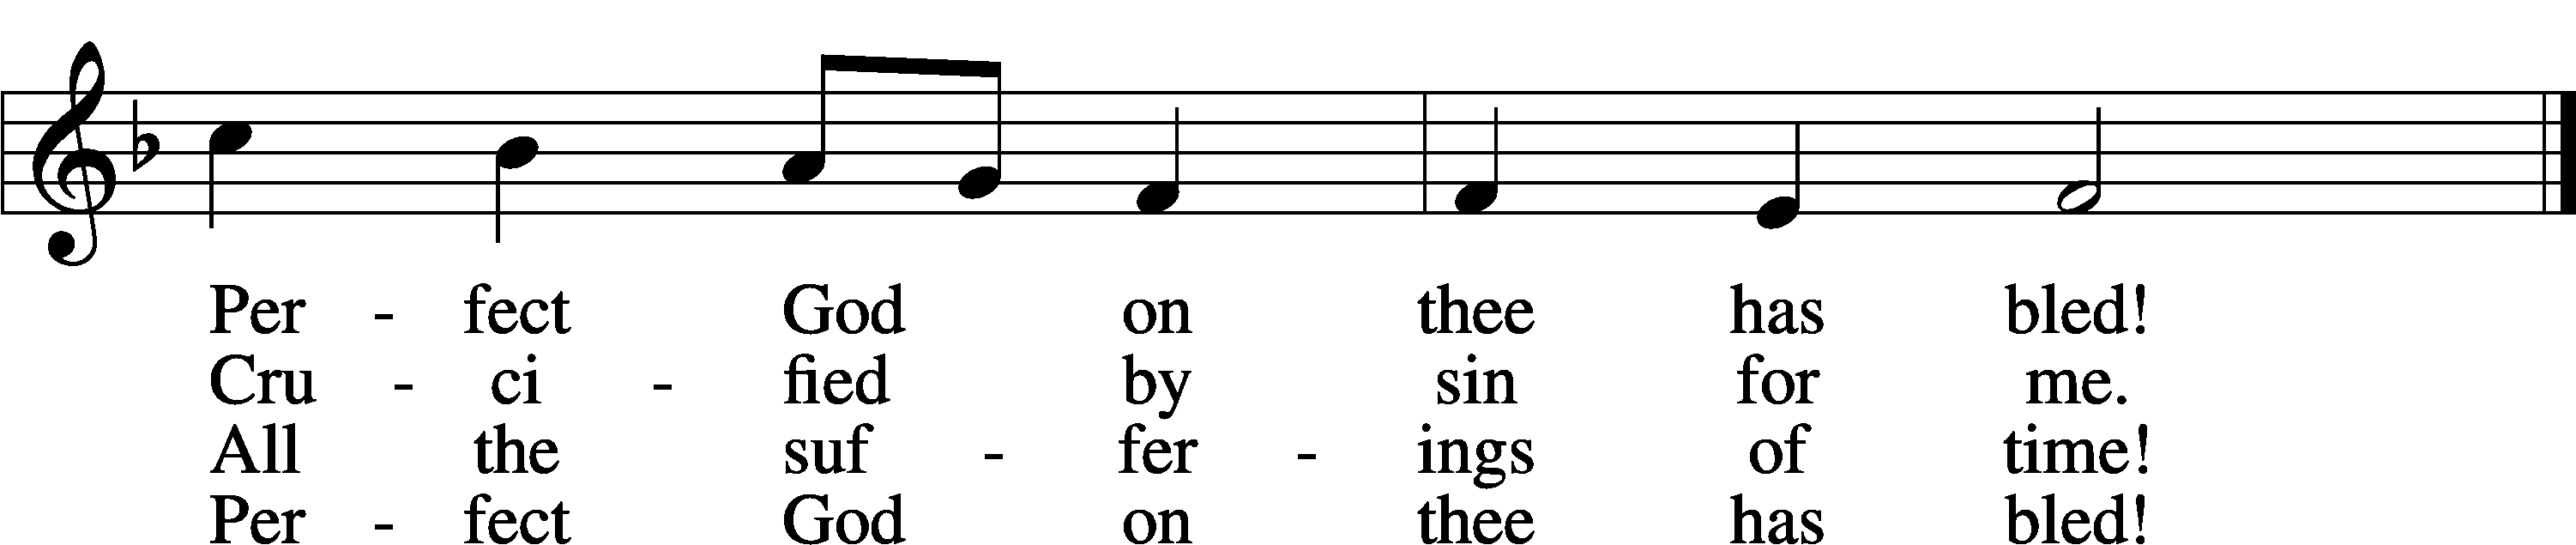 Per - fect God on thee has bled!
Cru - ci - fied by sin for me.
All the suf - fer - ings of time!
Per - fect God on thee has bled!